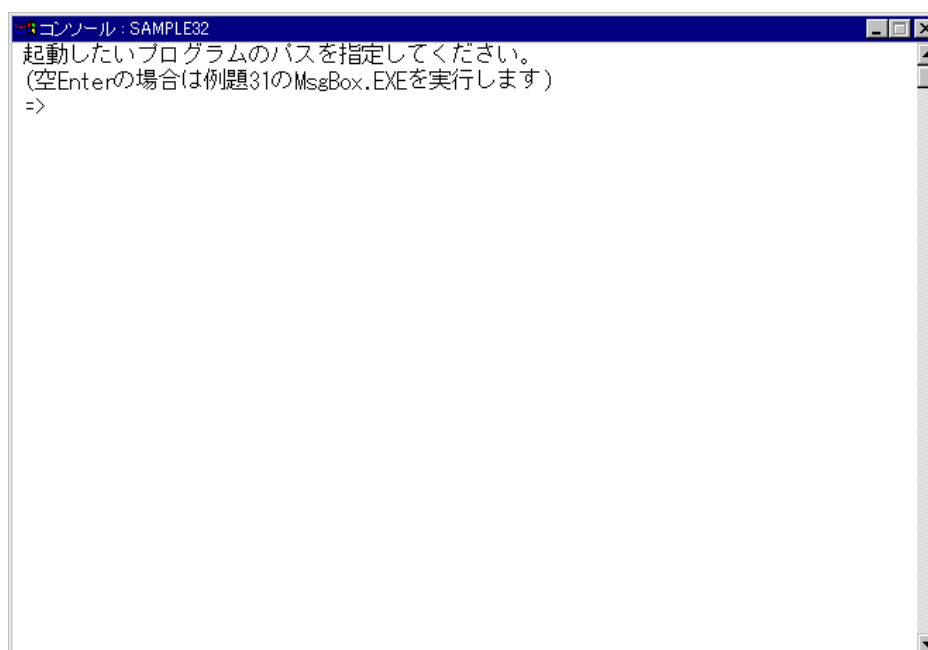 コンソール : SAMPLE32
起動したいプログラムのパスを指定してください。
(空Enterの場合は例題31のMsgBox.EXEを実行します)
=>